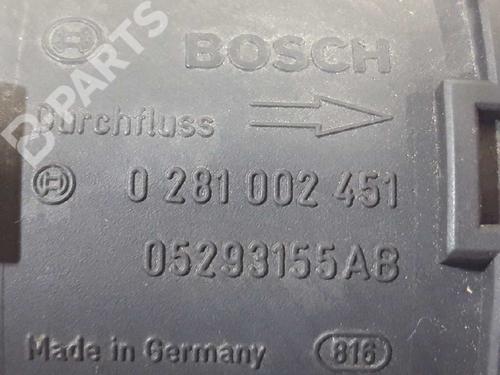 BOSCH
Durchfluss
0 281 002 451
05293155AB
Made in Germany 816
B-PARTS